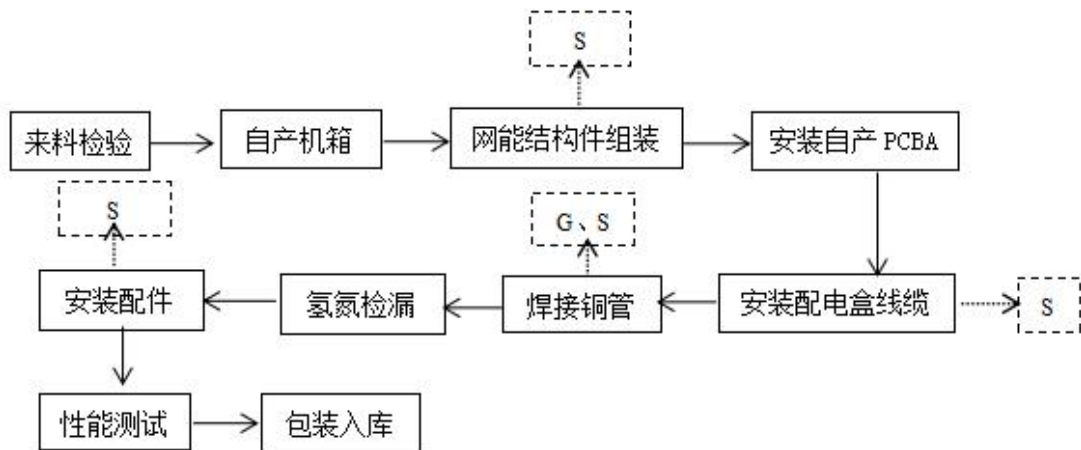 S
来料检验
自产机箱
网能结构件组装
安装自产 PCBA
S
G、S
安装配件
氢氮检漏
焊接铜管
安装配电盒线缆
S
性能测试
包装入库